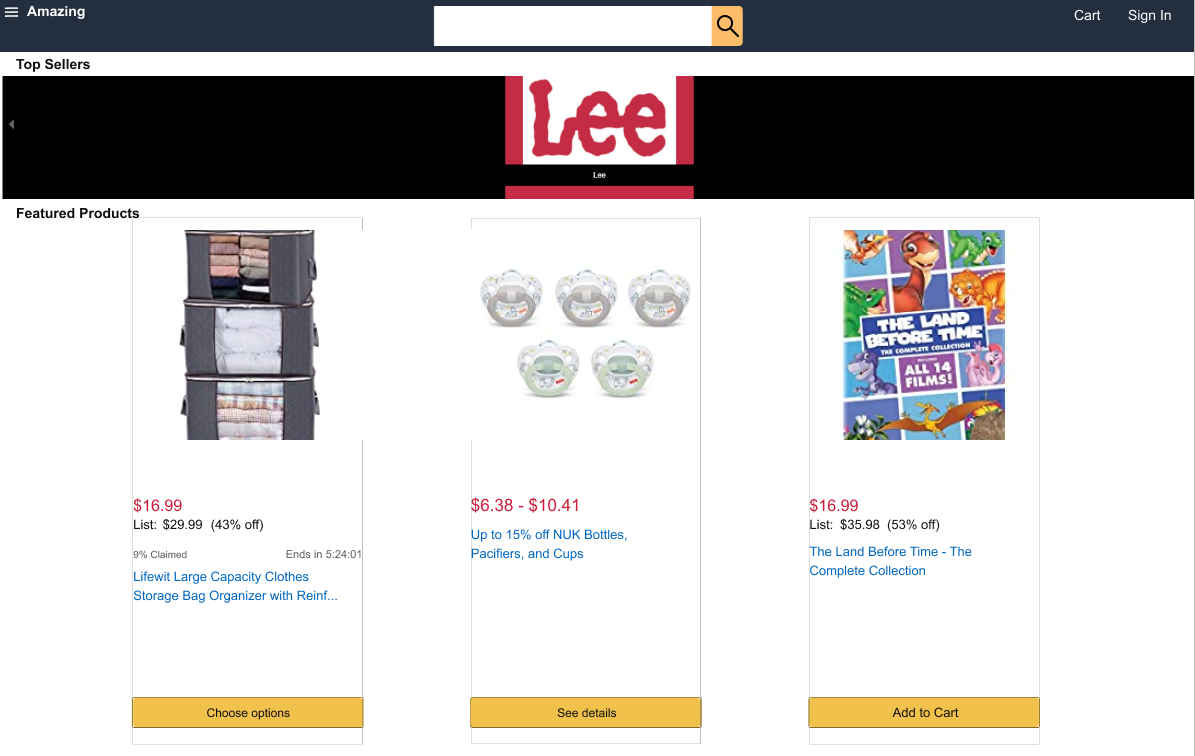 Amazing
Cart
Sign In
Top Sellers
Lee
Lee
Featured Products
THE LAND
BEFORE TIME
THE COMPLETE COLLECTION
INCLUDES
ALL 14
FILMS!
$16.99
List: $29.99 (43% off)
9% Claimed
Ends in 5:24:01
Lifewit Large Capacity Clothes
Storage Bag Organizer with Reinf...
Choose options
$6.38 - $10.41
Up to 15% off NUK Bottles,
Pacifiers, and Cups
See details
$16.99
List: $35.98 (53% off)
The Land Before Time - The
Complete Collection
Add to Cart